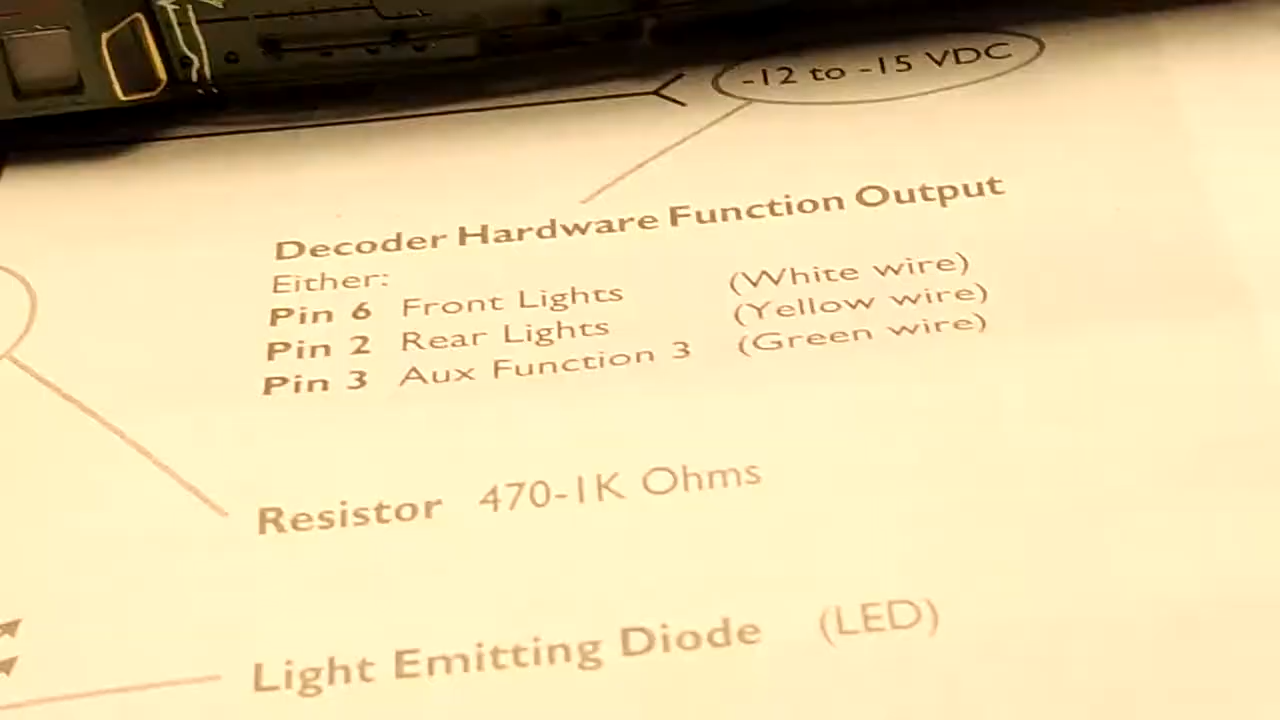 -12 to -15 VDC
Decoder Hardware Function Output
Either:
Pin 6 Front Lights (White wire)
Pin 2 Rear Lights (Yellow wire)
Pin 3 Aux Function 3 (Green wire)
Resistor 470-1K Ohms
Light Emitting Diode (LED)